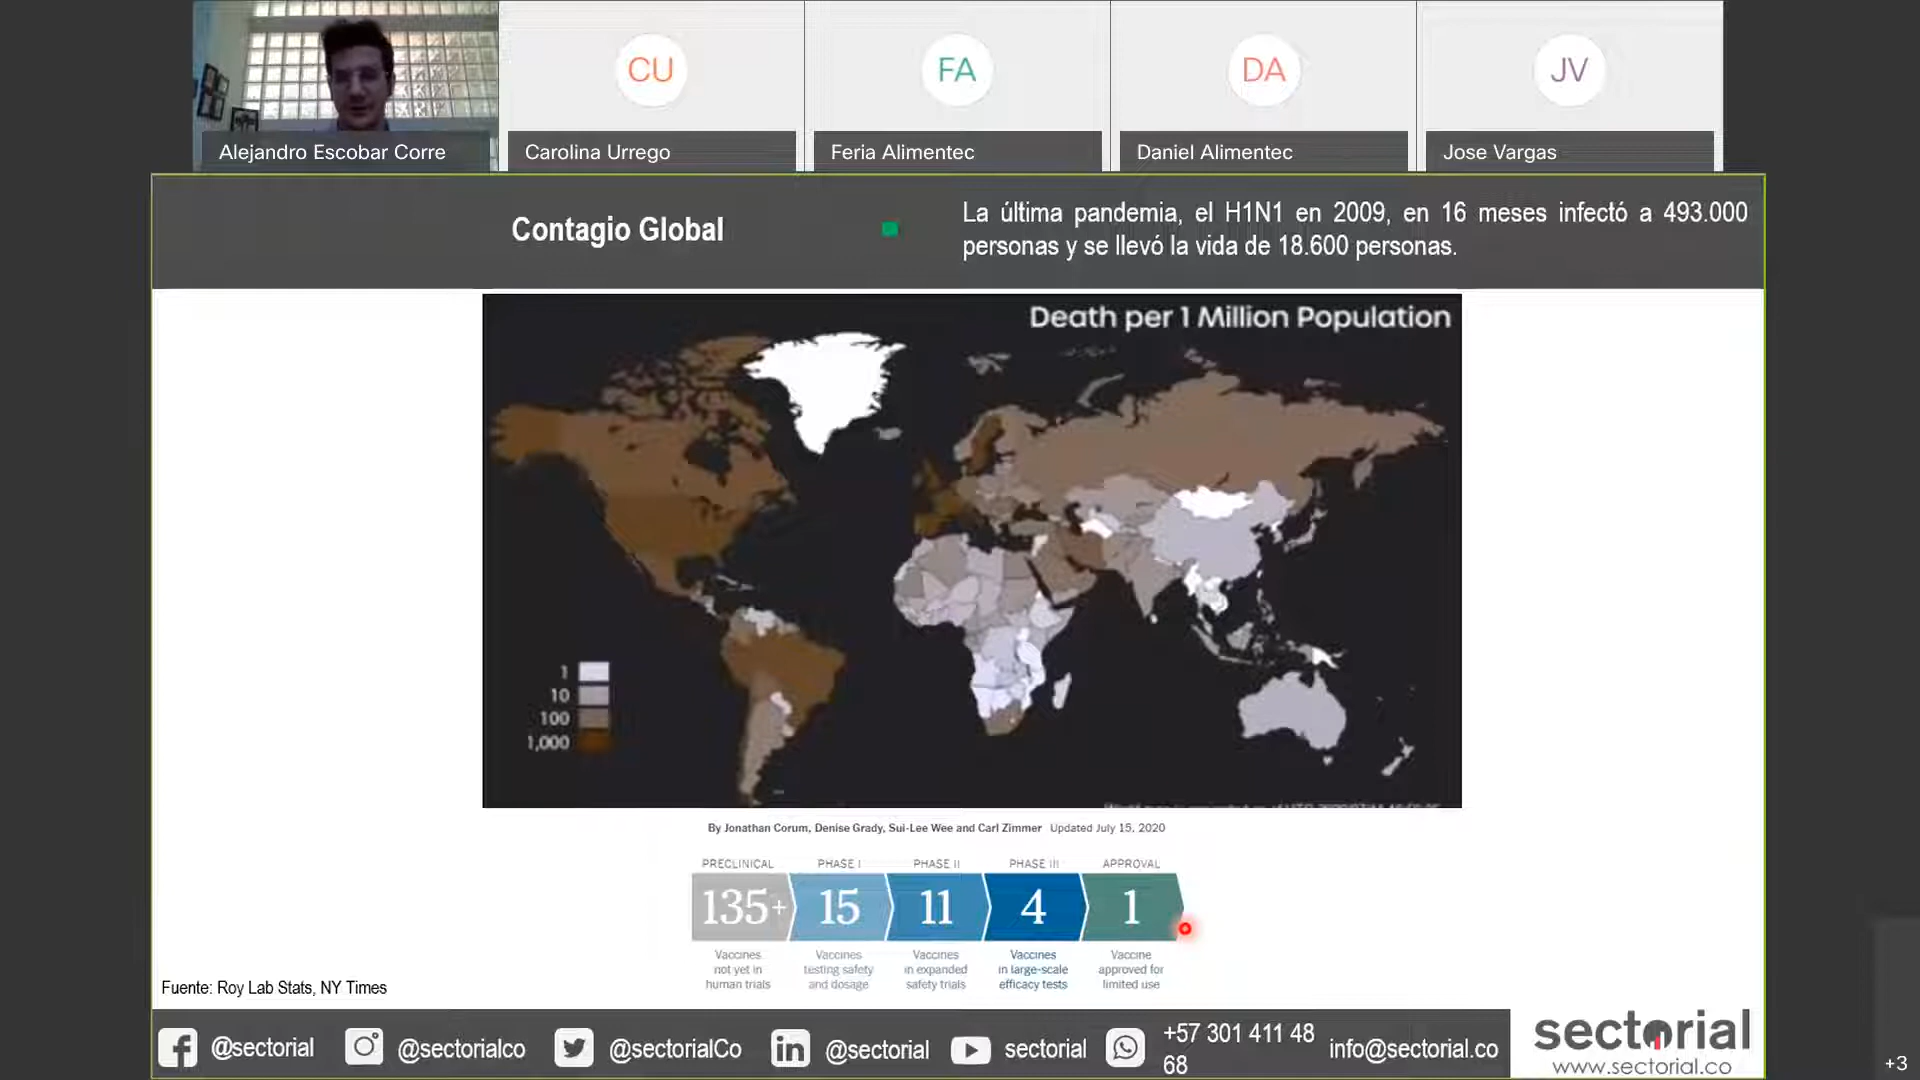 CU
FA
DA
JV
Alejandro Escobar Corre
Carolina Urrego
Feria Alimentec
Daniel Alimentec
Jose Vargas
Contagio Global
La última pandemia, el H1N1 en 2009, en 16 meses infectó a 493.000
personas y se llevó la vida de 18.600 personas.
Death per 1 Million Population
1
10
100
1,000
By Jonathan Corum, Denise Grady, Sui-Lee Wee and Carl Zimmer Updated July 15, 2020
PRECLINICAL
PHASE I
PHASE II
PHASE III
APPROVAL
135+
15
11
4
1
Vaccines
not yet in
human trials
Vaccines
testing safety
and dosage
Vaccines
in expanded
safety trials
Vaccines
in large-scale
efficacy tests
Vaccine
approved for
limited use
Fuente: Roy Lab Stats, NY Times
@sectorial
@sectorialco
@sectorialCo
in
@sectorial
sectorial
+57 301 411 48
68
info@sectorial.co
sectorial
www.sectorial.co
+3